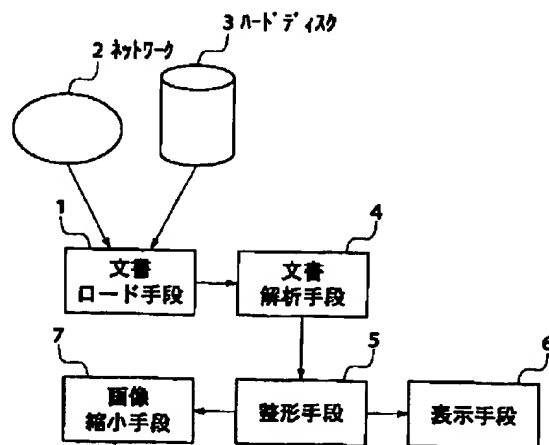 3 ハードディスク
2 ネットワーク
1
文書
ロード手段
4
文書
解析手段
7
画像
縮小手段
5
整形手段
6
表示手段